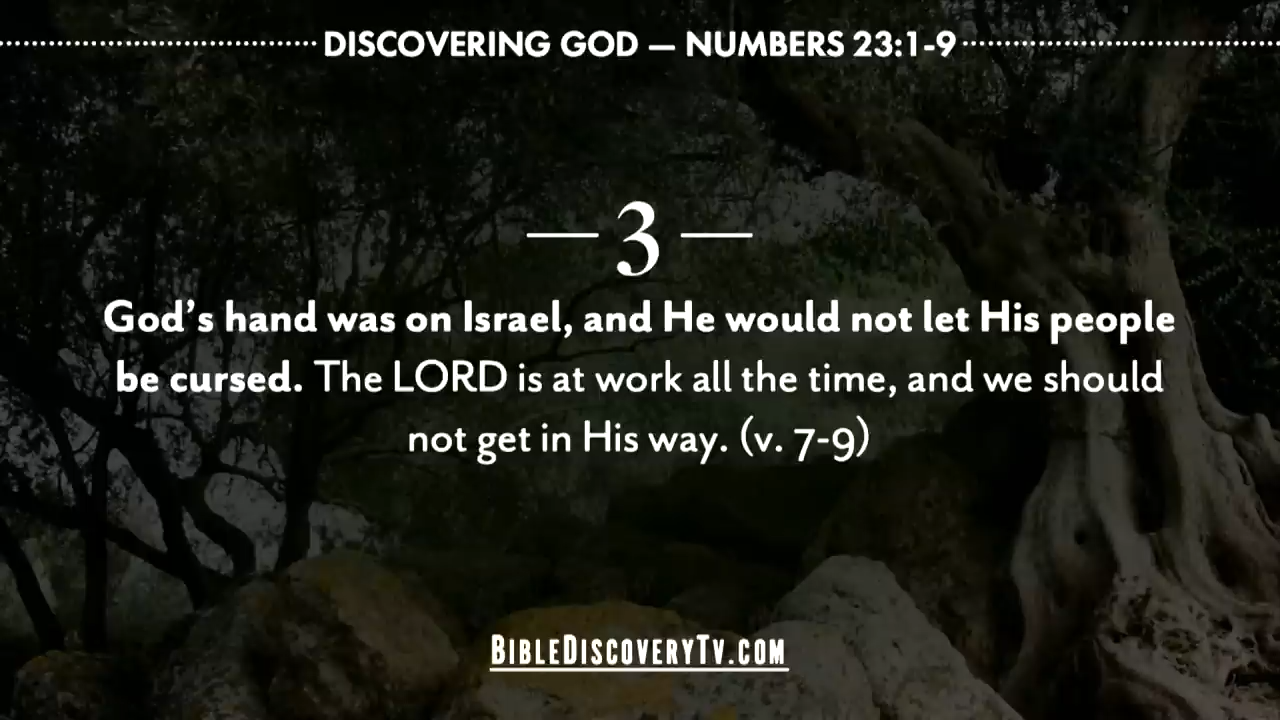 DISCOVERING GOD — NUMBERS 23:1-9
— 3 —
God’s hand was on Israel, and He would not let His people
be cursed. The LORD is at work all the time, and we should
not get in His way. (v. 7-9)
BIBLEDISCOVERYTV.COM